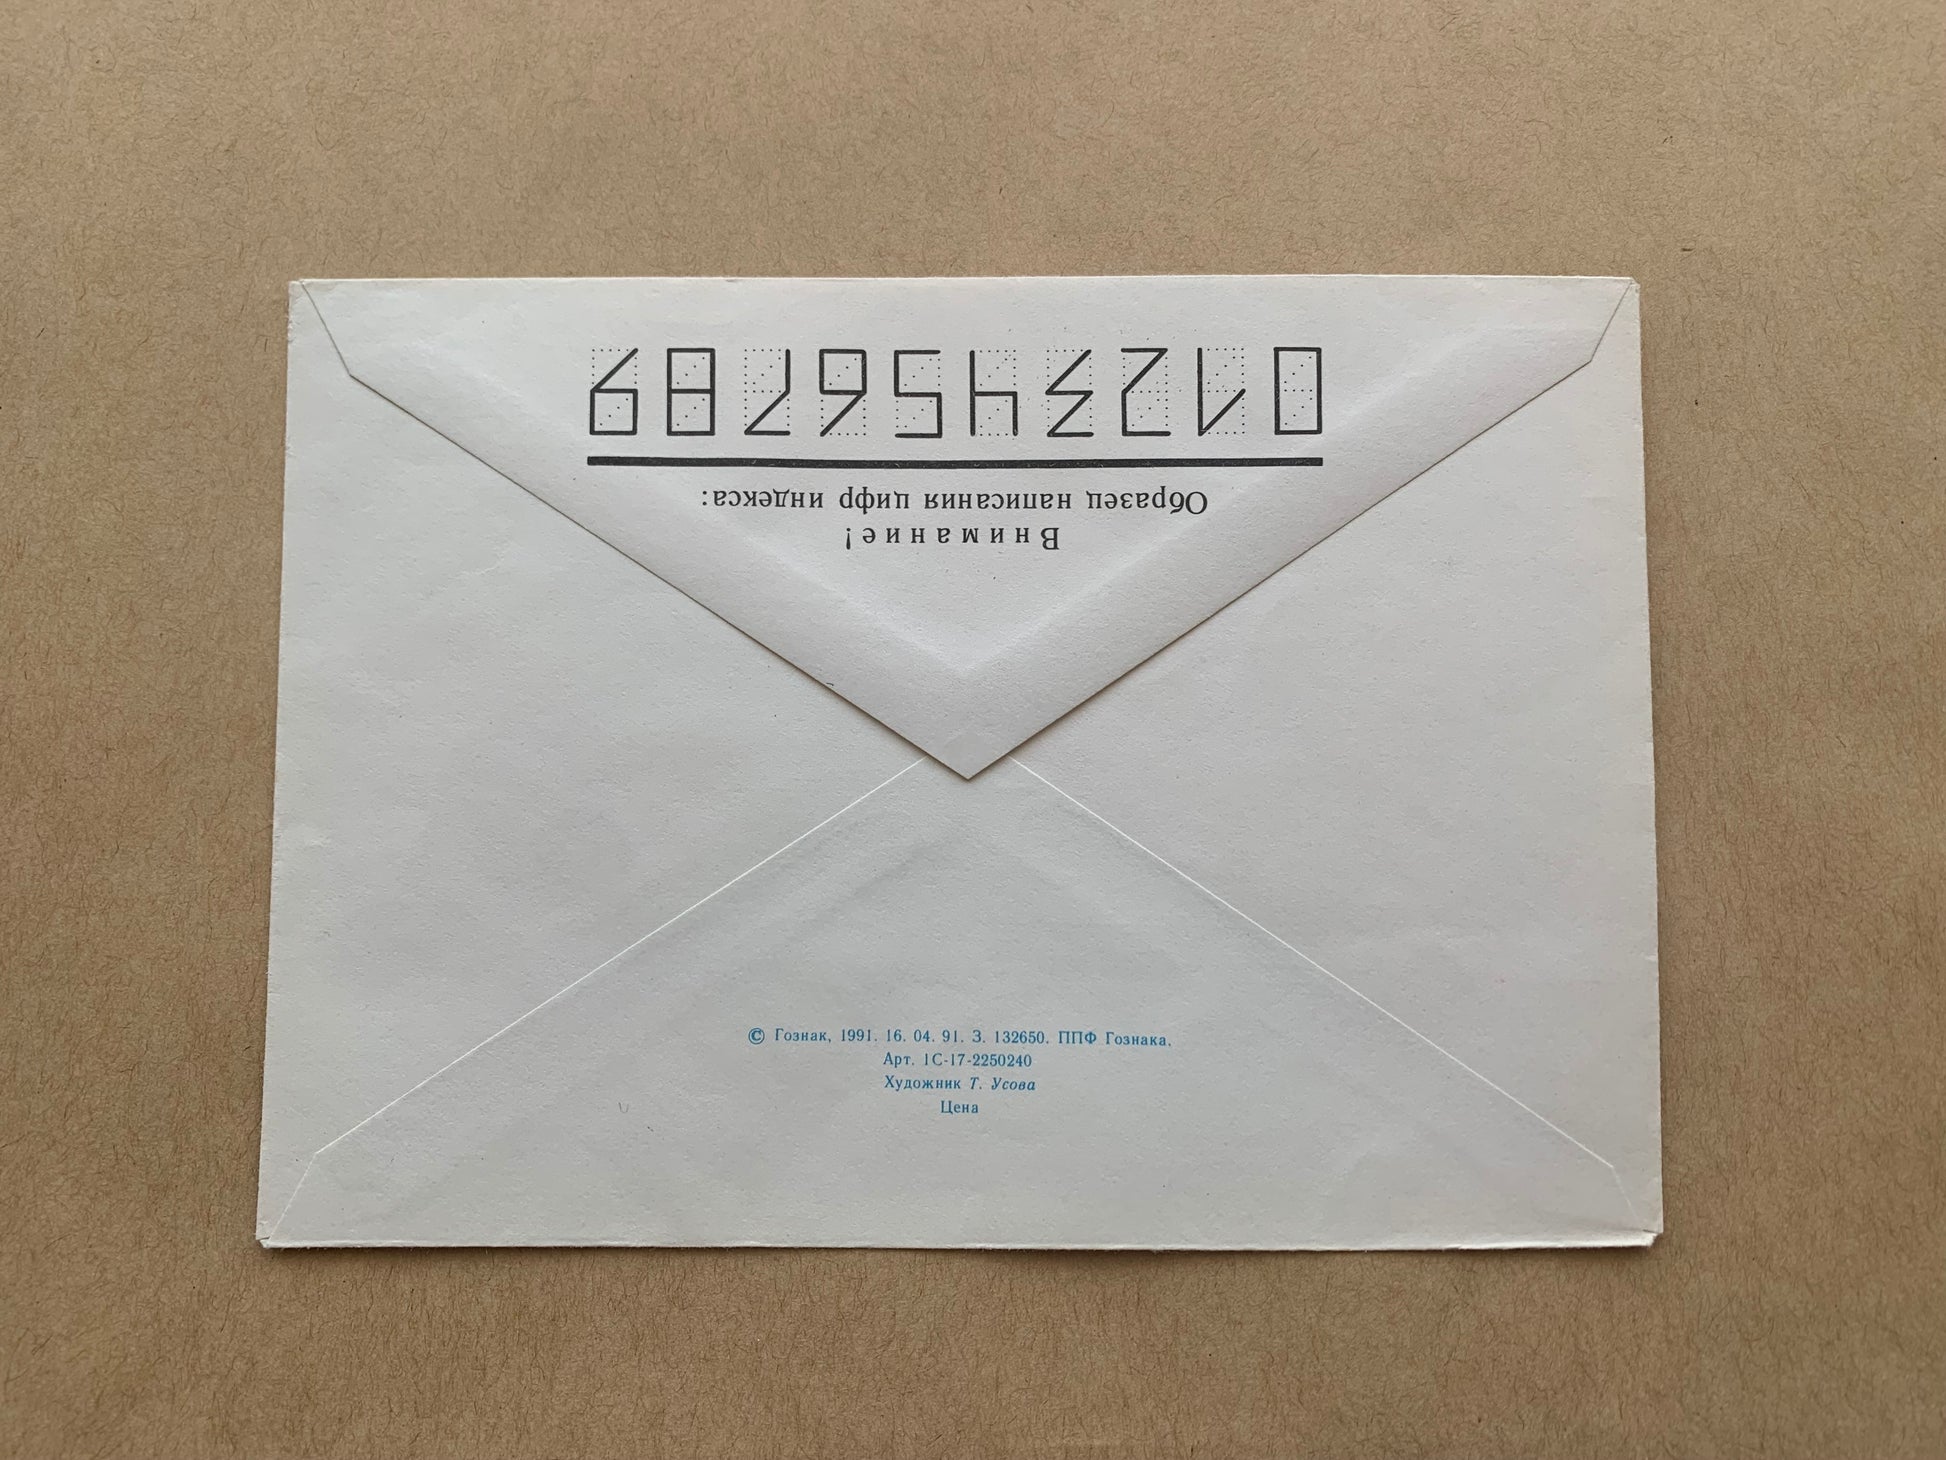 Внимание!
Образец написания цифр индекса:
0123456789
© Гознак, 1991. 16. 04. 91. З. 132650. ППФ Гознака.
Арт. 1С-17-2250240
Художник Т. Усова
Цена